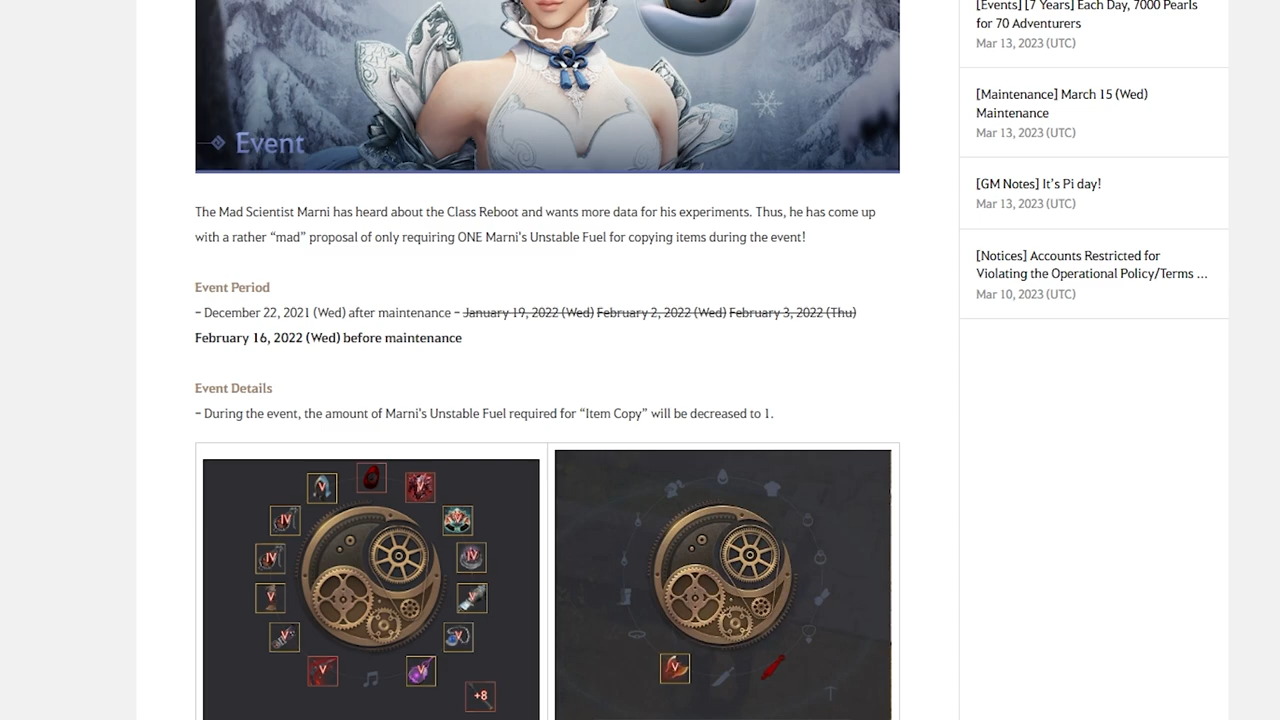 Event
The Mad Scientist Marni has heard about the Class Reboot and wants more data for his experiments. Thus, he has come up
with a rather “mad” proposal of only requiring ONE Marni's Unstable Fuel for copying items during the event!
Event Period
– December 22, 2021 (Wed) after maintenance – January 19, 2022 (Wed) February 2, 2022 (Wed) February 3, 2022 (Thu)
February 16, 2022 (Wed) before maintenance
Event Details
– During the event, the amount of Marni's Unstable Fuel required for “Item Copy” will be decreased to 1.
V
V
IV
IV
IV
V
V
V
V
V
V
+8
V
[Events] [7 Years] Each Day, 7000 Pearls
for 70 Adventurers
Mar 13, 2023 (UTC)
[Maintenance] March 15 (Wed)
Maintenance
Mar 13, 2023 (UTC)
[GM Notes] It’s Pi day!
Mar 13, 2023 (UTC)
[Notices] Accounts Restricted for
Violating the Operational Policy/Terms ...
Mar 10, 2023 (UTC)